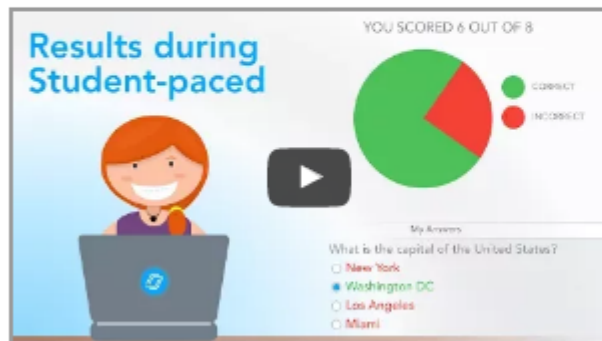 Results during
Student-paced
YOU SCORED 6 OUT OF 8
CORRECT
INCORRECT
My Answers
What is the capital of the United States?
New York
Washington DC
Los Angeles
Miami